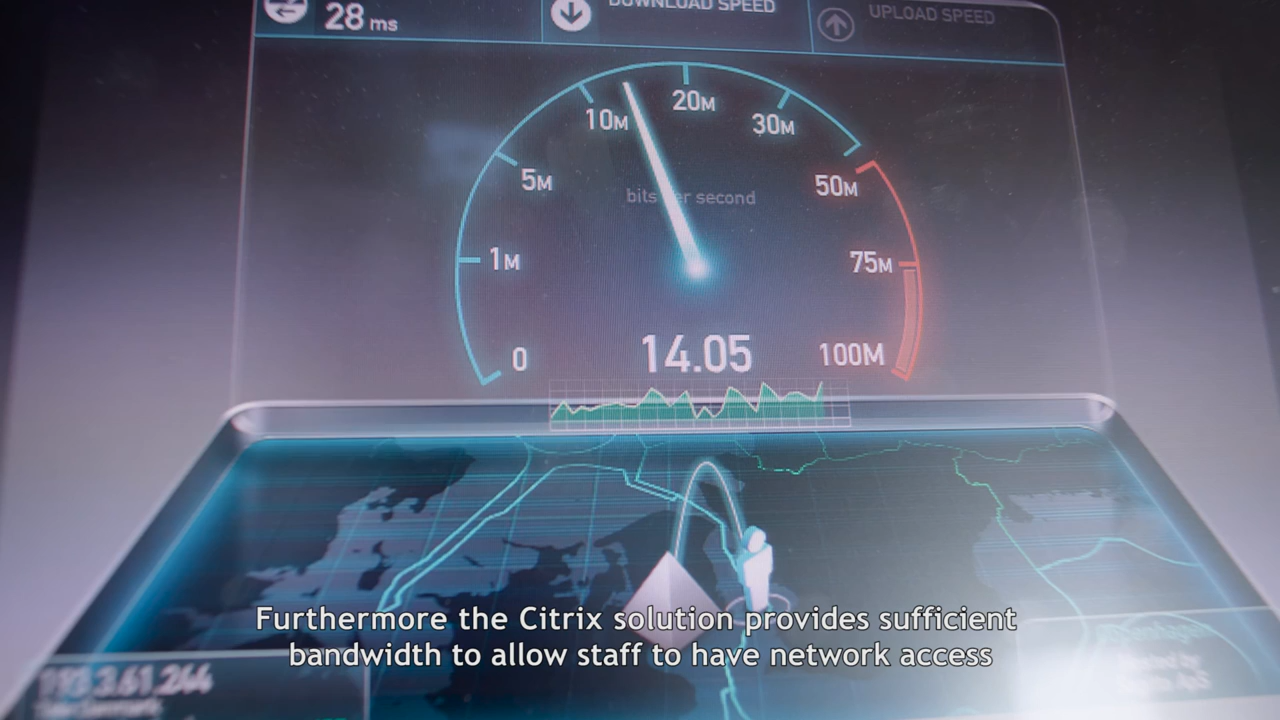 28 ms
DOWNLOAD SPEED
UPLOAD SPEED
20M
10M
30M
5M
50M
bits per second
1M
75M
14.05
0
100M
Furthermore the Citrix solution provides sufficient
bandwidth to allow staff to have network access